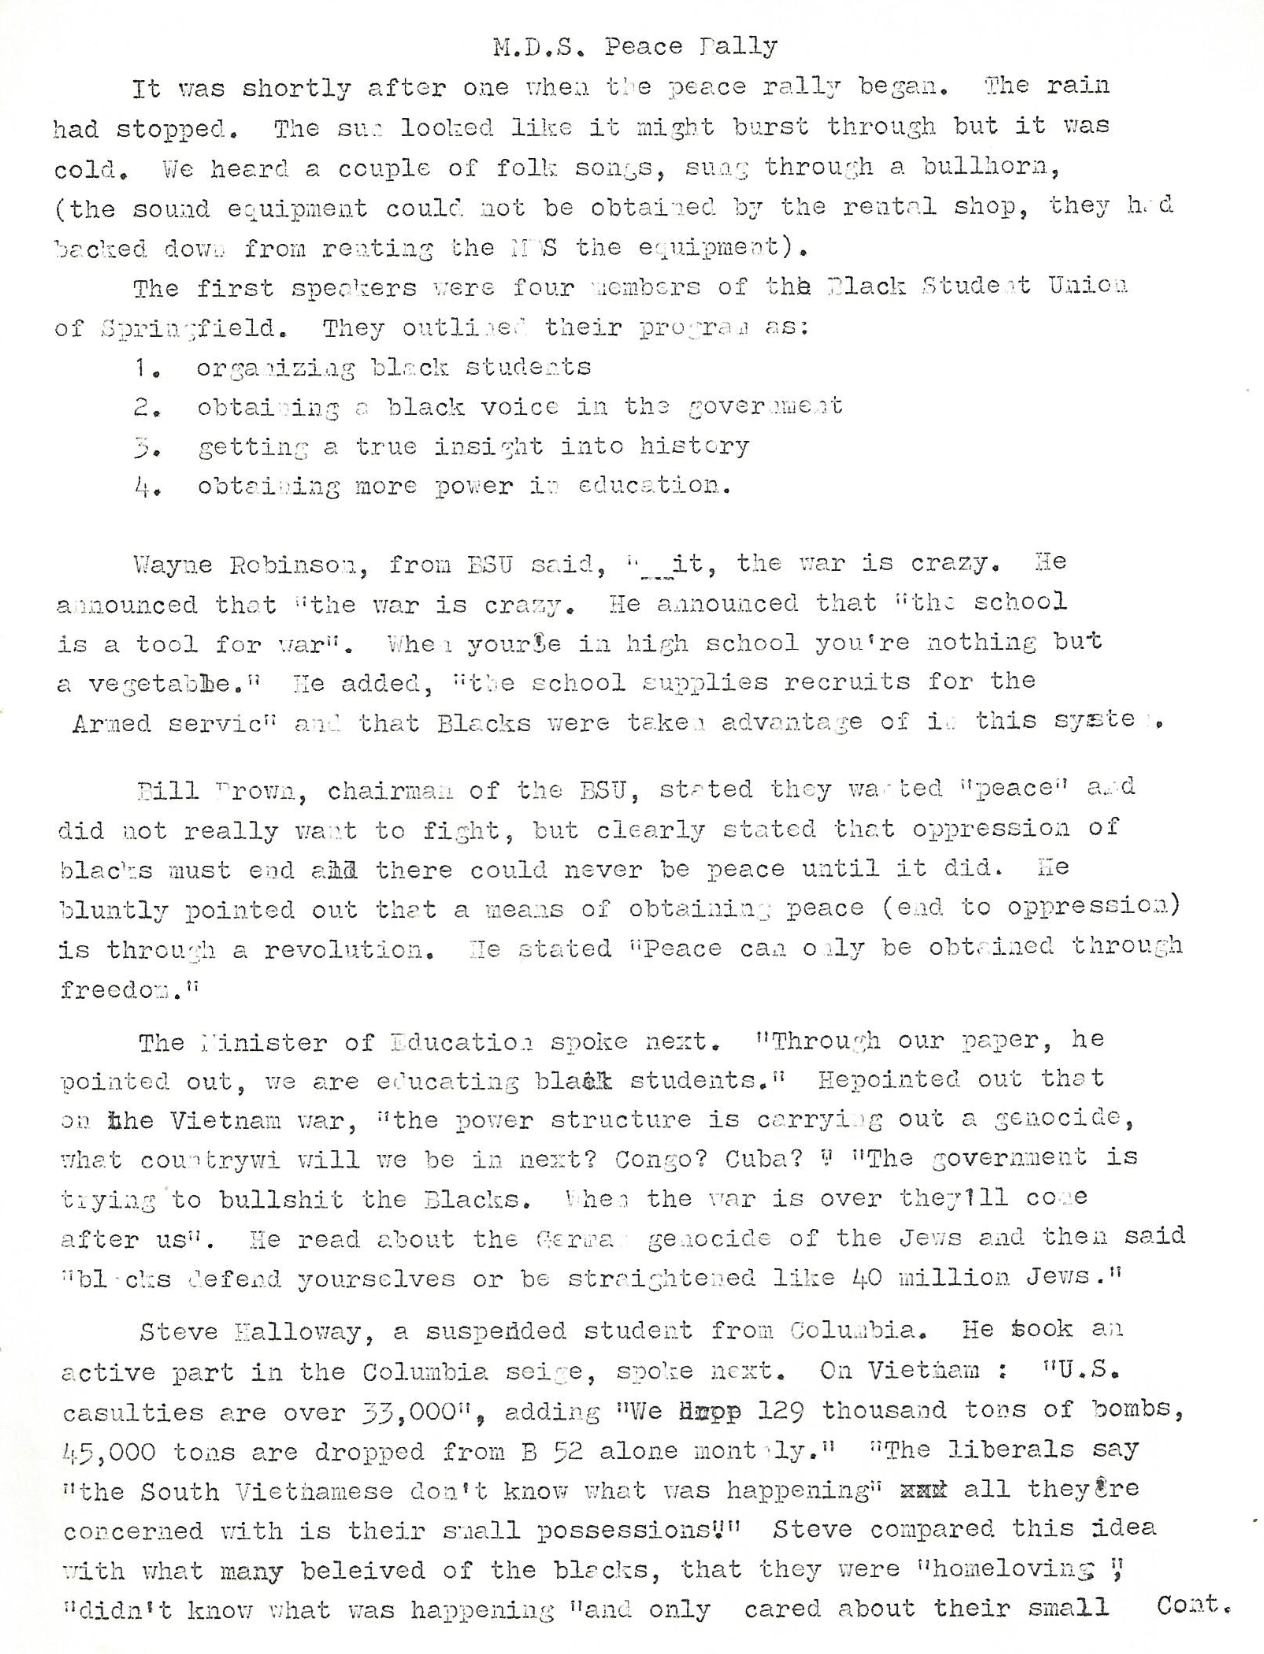 M.D.S. Peace Rally
It was shortly after one when the peace rally began. The rain
had stopped. The sun looked like it might burst through but it was
cold. We heard a couple of folk songs, sung through a bullhorn,
(the sound equipment could not be obtained by the rental shop, they had
backed down from renting the MDS the equipment).
The first speakers were four members of the Black Student Union
of Springfield. They outlined their program as:
1. organizing black students
2. obtaining a black voice in the government
3. getting a true insight into history
4. obtaining more power in education.
Wayne Robinson, from BSU said, "__it, the war is crazy. He
announced that "the war is crazy. He announced that "the school
is a tool for war". When your're in high school you're nothing but
a vegetable." He added, "the school supplies recruits for the
Armed servic" and that Blacks were taken advantage of in this system.
Bill Brown, chairman of the BSU, stated they wanted "peace" and
did not really want to fight, but clearly stated that oppression of
blacks must end and there could never be peace until it did. He
bluntly pointed out that a means of obtaining peace (end to oppression)
is through a revolution. He stated "Peace can only be obtained through
freedom."
The Minister of Education spoke next. "Through our paper, he
pointed out, we are educating black students." Hepointed out that
on the Vietnam war, "the power structure is carrying out a genocide,
what countrywi will we be in next? Congo? Cuba? " "The government is
trying to bullshit the Blacks. When the war is over they'll come
after us". He read about the German genocide of the Jews and then said
"blacks defend yourselves or be straightened like 40 million Jews."
Steve Halloway, a suspended student from Columbia. He took an
active part in the Columbia seige, spoke next. On Vietnam : "U.S.
casulties are over 33,000", adding "We drop 129 thousand tons of bombs,
45,000 tons are dropped from B 52 alone monthly." "The liberals say
"the South Vietnamese don't know what was happening" all they're
concerned with is their small possessions!" Steve compared this idea
with what many beleived of the blacks, that they were "homeloving ",
"didn't know what was happening "and only cared about their small Cont.